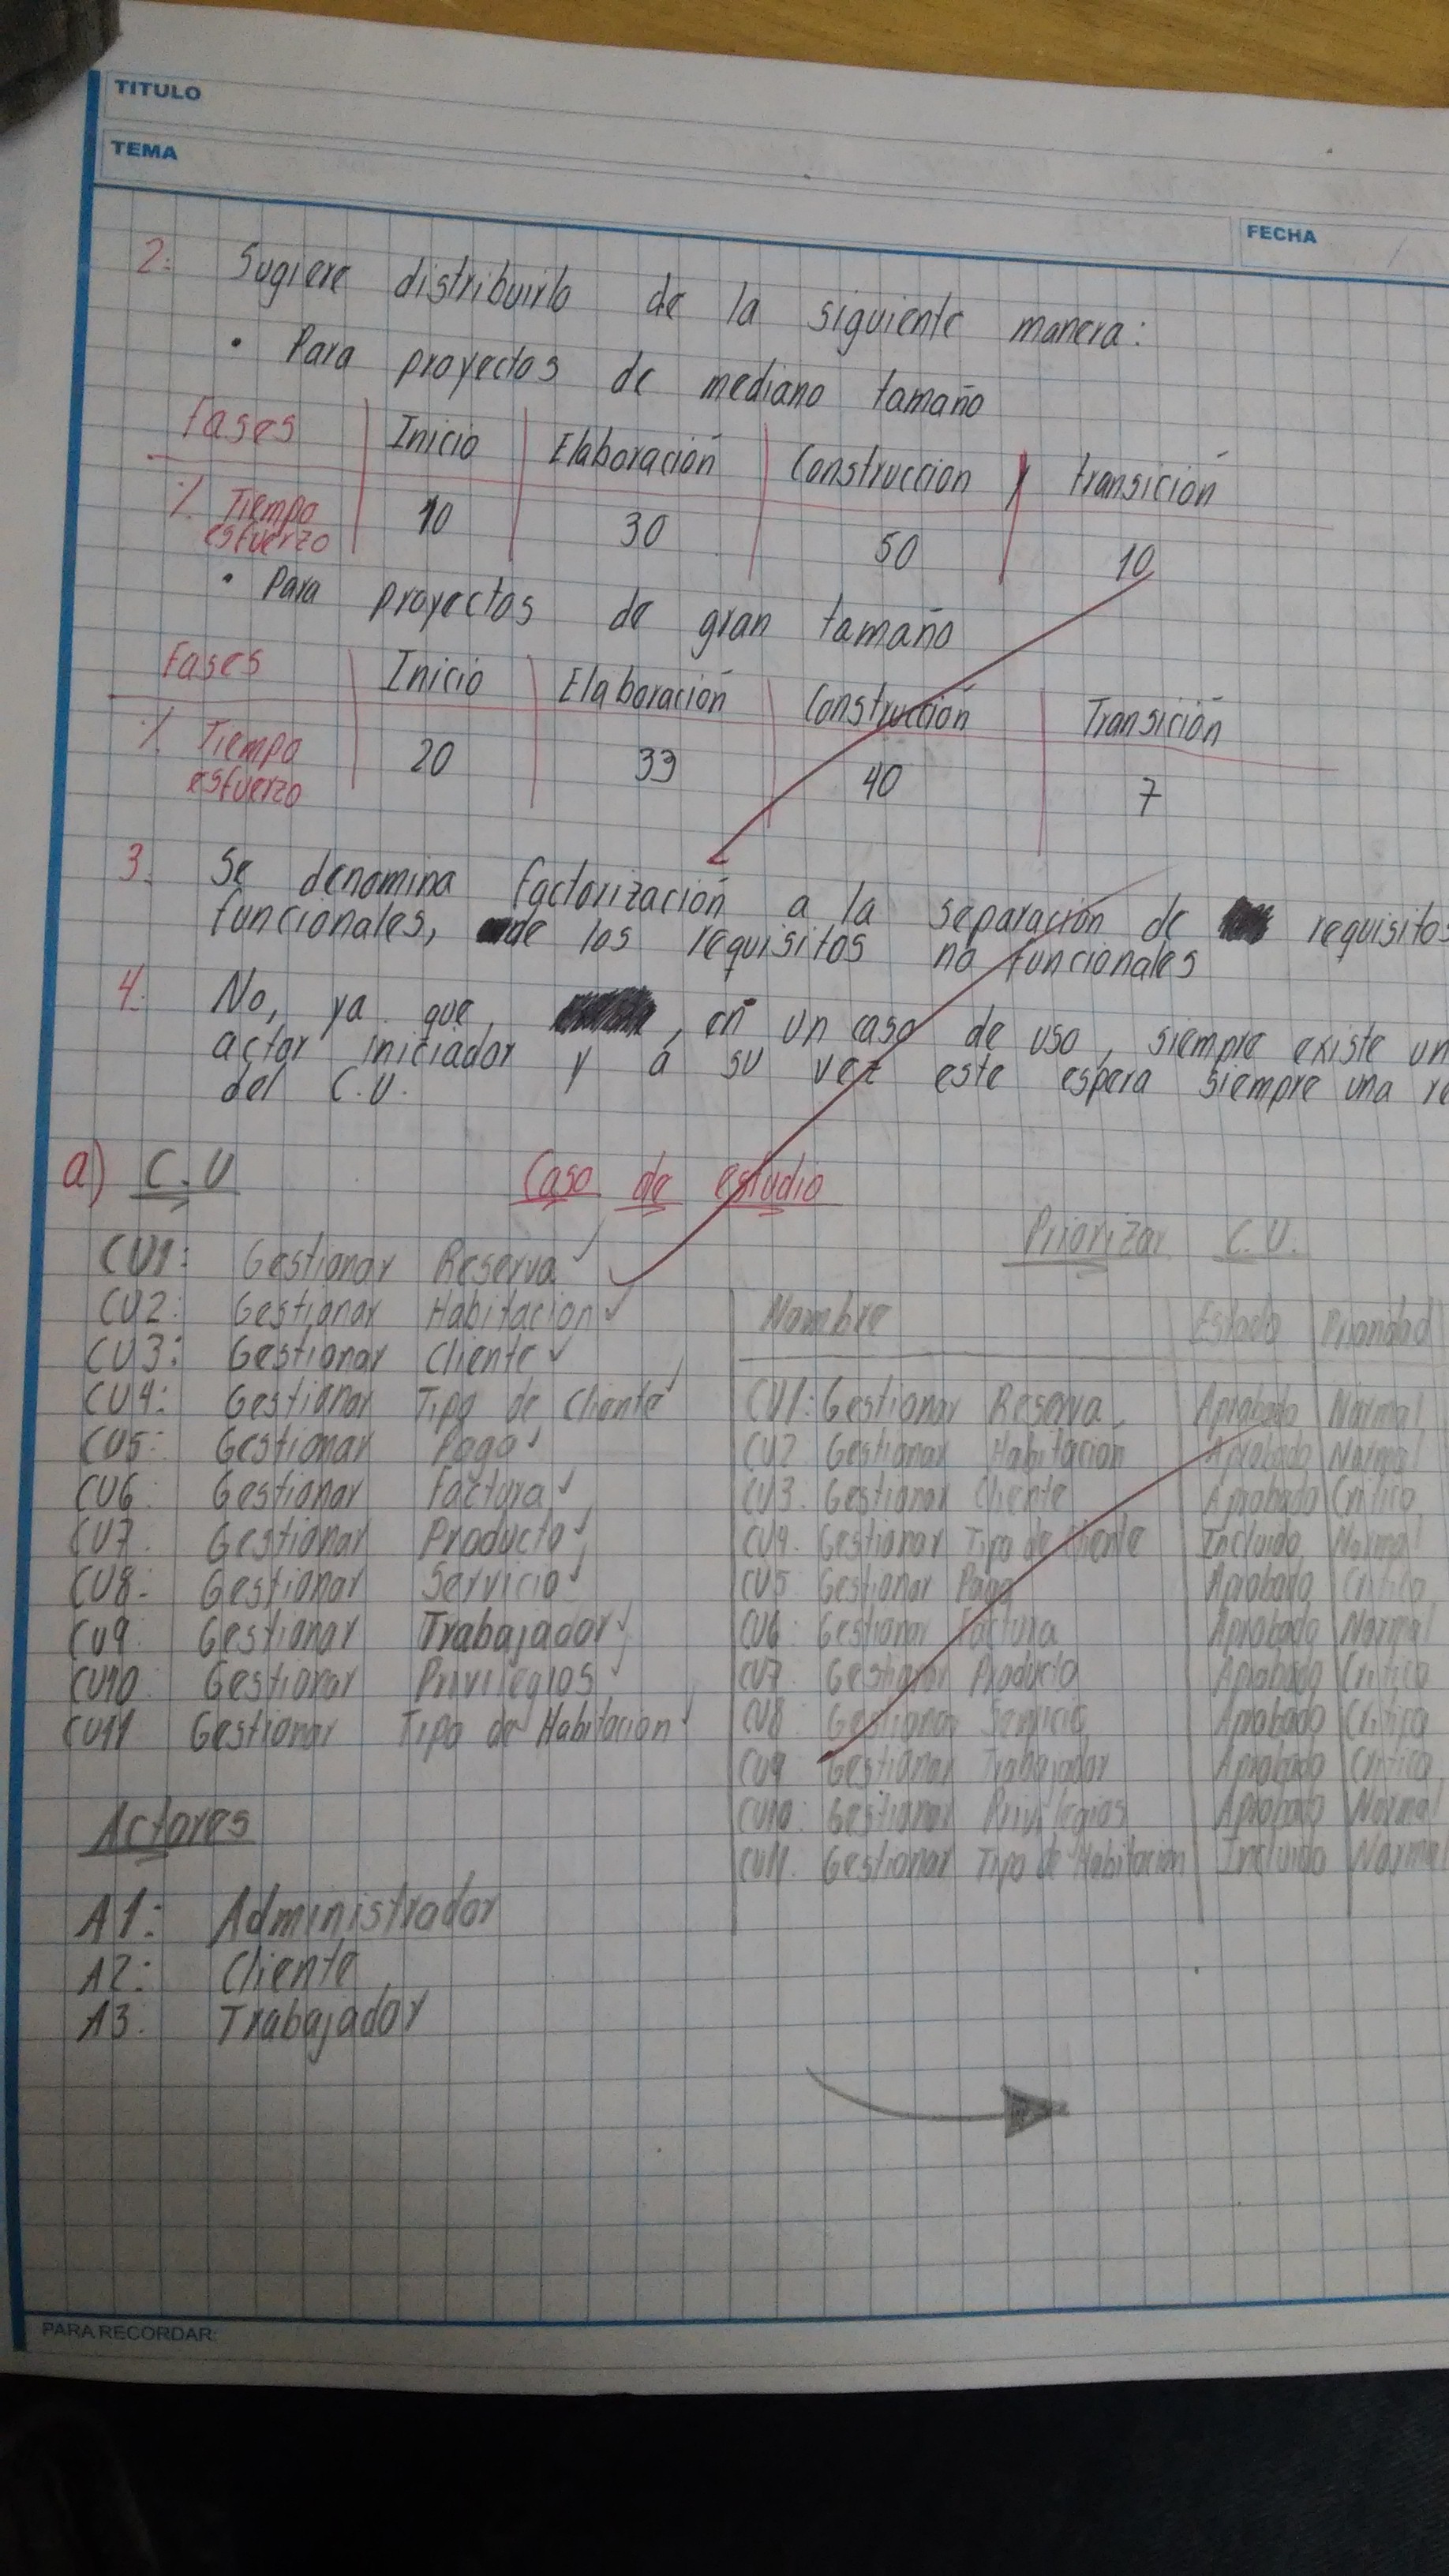 TITULO
TEMA
FECHA
2. Sugiere distribuirlo de la siguiente manera:
• Para proyectos de mediano tamaño
Fases Inicio Elaboración Construccion transición
% Tiempo esfuerzo 10 30 50 10
• Para proyectos de gran tamaño
Fases Inicio Elaboración Construcción Transición
% Tiempo esfuerzo 20 33 40 7
3. Se denomina factorización a la separación de requisitos
funcionales, de los requisitos no funcionales
4. No, ya que, en un caso de uso, siempre existe un
actor iniciador y a su vez este espera siempre una
del C.U.
a) C.U Caso de estudio
CU1: Gestionar Reserva
CU2: Gestionar Habitacion
CU3: Gestionar Cliente
CU4: Gestionar Tipo de Cliente
CU5: Gestionar Pago
CU6: Gestionar Factura
CU7 Gestionar Producto
CU8: Gestionar Servicio
CU9 Gestionar Trabajador
CU10 Gestionar Privilegios
CU11 Gestionar Tipo de Habitacion
Priorizar C.U.
Nombre Estado Prioridad
CU1: Gestionar Reserva Aprobado Normal
CU2 Gestionar Habitacion Aprobado Normal
CU3. Gestionar Cliente Aprobado Critico
CU4. Gestionar Tipo de Cliente Incluido Normal
CU5 Gestionar Pago Aprobado Critico
CU6: Gestionar Factura Aprobado Normal
CU7 Gestionar Producto Aprobado Critico
CU8 Gestionar Servicio Aprobado Critico
CU9 Gestionar Trabajador Aprobado Critico
CU10: Gestionar Privilegios Aprobado Normal
CU11. Gestionar Tipo de Habitacion Incluido Normal
Actores
A1: Administrador
A2: Cliente
A3: Trabajador
PARA RECORDAR: